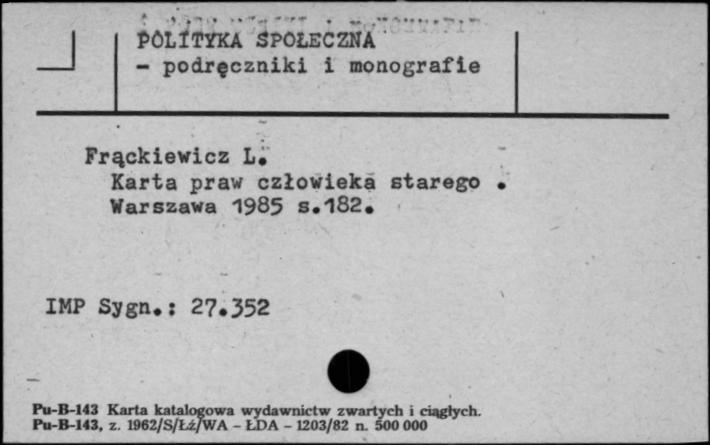 POLITYKA SPOŁECZNA
- podręczniki i monografie
Frąckiewicz L.
Karta praw człowieka starego .
Warszawa 1985 s.182.
IMP Sygn.: 27.352
Pu-B-143 Karta katalogowa wydawnictw zwartych i ciągłych.
Pu-B-143, z. 1962/S/Łź/WA - ŁDA - 1203/82 n. 500 000